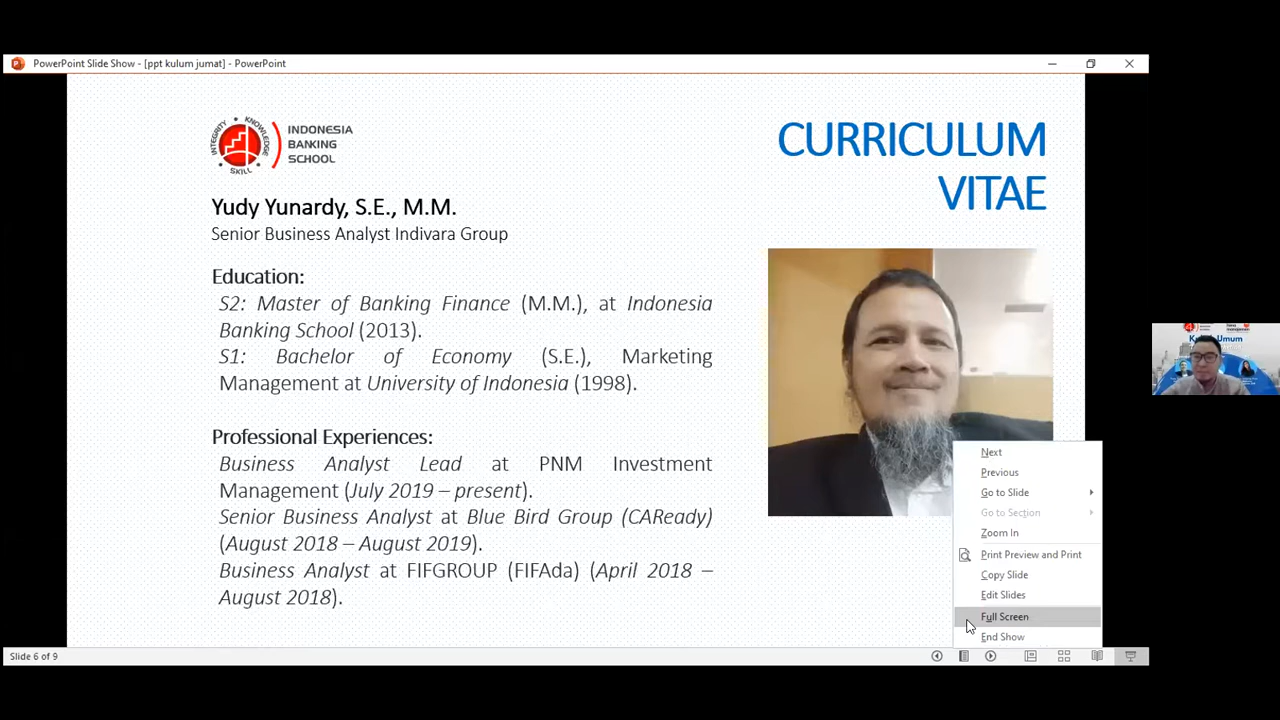 PowerPoint Slide Show - [ppt kulum jumat] - PowerPoint
INTEGRITY
KNOWLEDGE
SKILL
INDONESIA
BANKING
SCHOOL
CURRICULUM
VITAE
Yudy Yunardy, S.E., M.M.
Senior Business Analyst Indivara Group
Education:
S2: Master of Banking Finance (M.M.), at Indonesia
Banking School (2013).
S1: Bachelor of Economy (S.E.), Marketing
Management at University of Indonesia (1998).
Professional Experiences:
Business Analyst Lead at PNM Investment
Management (July 2019 – present).
Senior Business Analyst at Blue Bird Group (CAReady)
(August 2018 – August 2019).
Business Analyst at FIFGROUP (FIFAda) (April 2018 –
August 2018).
Next
Previous
Go to Slide
Go to Section
Zoom In
Print Preview and Print
Copy Slide
Edit Slides
Full Screen
End Show
Slide 6 of 9
Umum